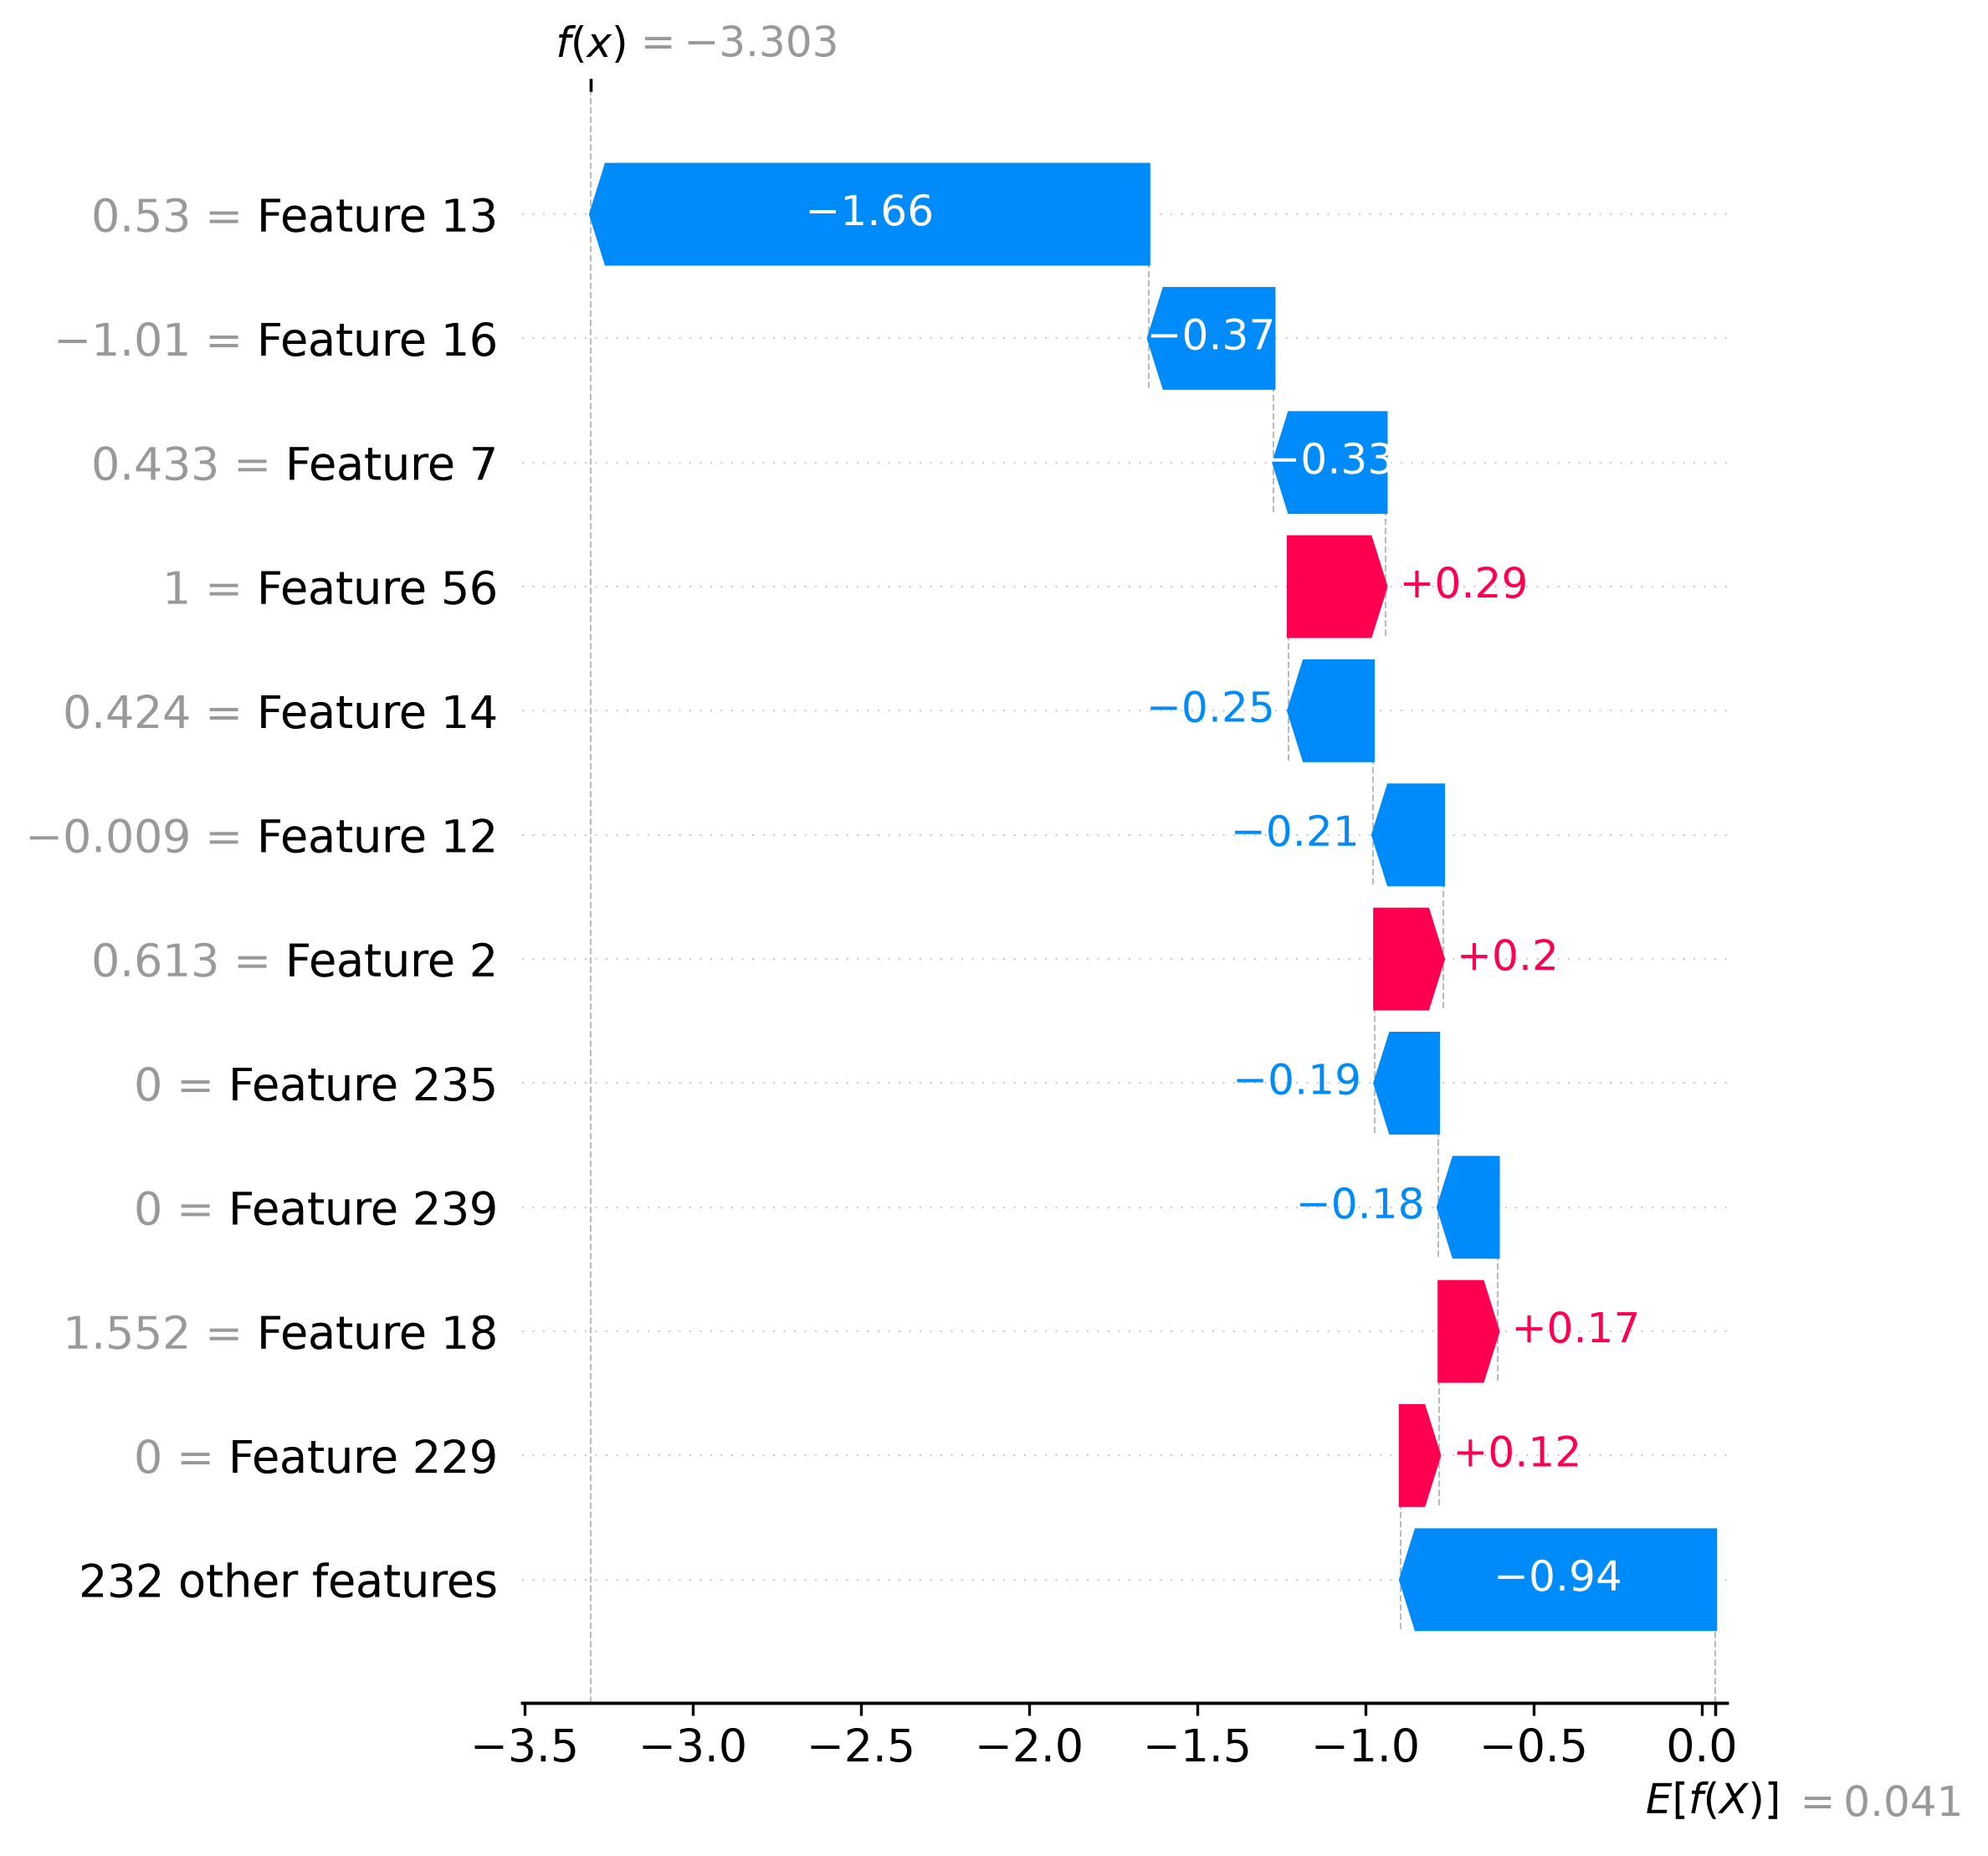 f(x) = −3.303
0.53 = Feature 13
−1.66
−1.01 = Feature 16
−0.37
0.433 = Feature 7
−0.33
1 = Feature 56
+0.29
0.424 = Feature 14
−0.25
−0.009 = Feature 12
−0.21
0.613 = Feature 2
+0.2
0 = Feature 235
−0.19
0 = Feature 239
−0.18
1.552 = Feature 18
+0.17
0 = Feature 229
+0.12
232 other features
−0.94
−3.5 −3.0 −2.5 −2.0 −1.5 −1.0 −0.5 0.0
E[f(X)] = 0.041